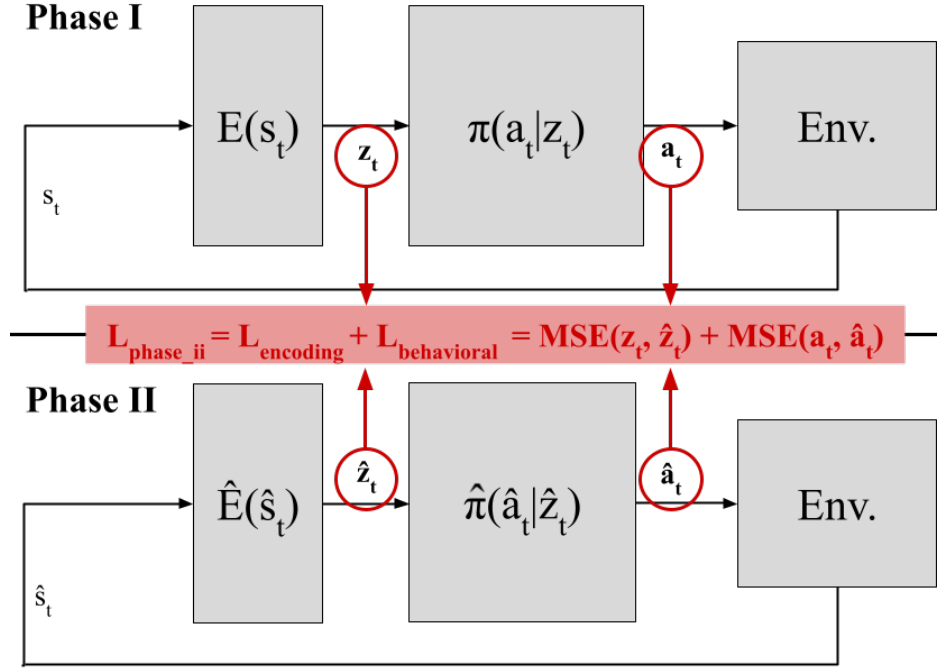 Phase I
E(s_t)
z_t
π(a_t|z_t)
a_t
Env.
s_t
L_phase_ii = L_encoding + L_behavioral = MSE(z_t, ẑ_t) + MSE(a_t, â_t)
Phase II
Ê(ŝ_t)
ẑ_t
π̂(â_t|ẑ_t)
â_t
Env.
ŝ_t